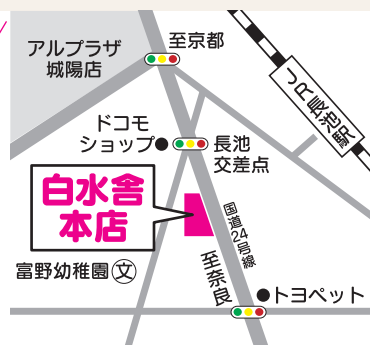 アルプラザ
城陽店
至京都
JR長池駅
ドコモ
ショップ
長池
交差点
白水舎
本店
国道24号線
富野幼稚園 文
至奈良
トヨペット